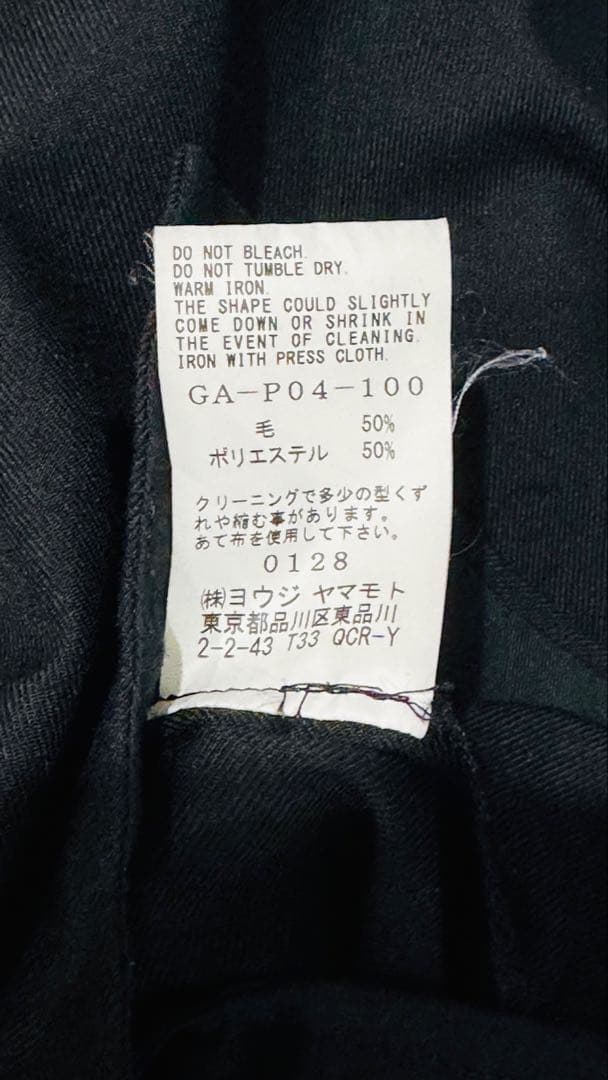 DO NOT BLEACH.
DO NOT TUMBLE DRY.
WARM IRON.
THE SHAPE COULD SLIGHTLY
COME DOWN OR SHRINK IN
THE EVENT OF CLEANING.
IRON WITH PRESS CLOTH.
GA-P04-100
毛 50%
ポリエステル 50%
クリーニングで多少の型くず
れや縮む事があります。
あて布を使用して下さい。
0128
㈱ヨウジ ヤマモト
東京都品川区東品川
2-2-43 T33 QCR-Y